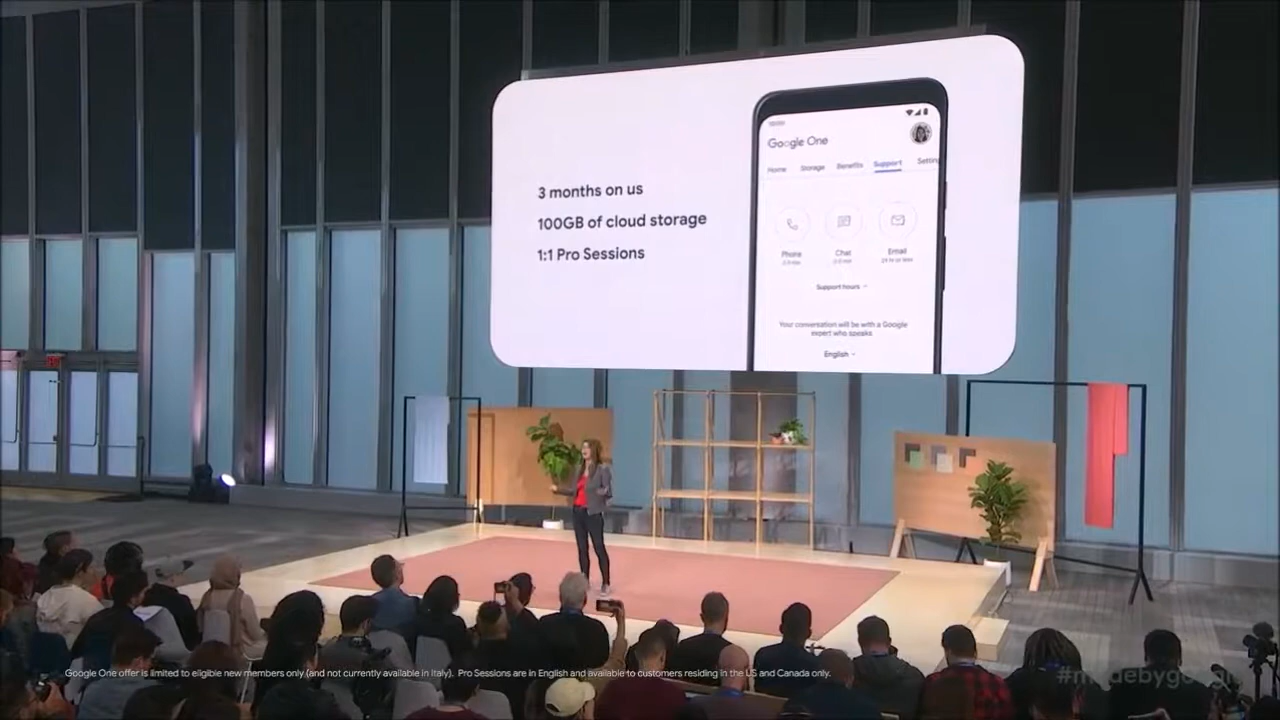 3 months on us
100GB of cloud storage
1:1 Pro Sessions
Google One
Home Storage Benefits Support Settin
Phone Chat Email
Support hours
Your conversation will be with a Google
expert who speaks
English
Google One offer is limited to eligible new members only (and not currently available in Italy). Pro Sessions are in English and available to customers residing in the US and Canada only.
#madebygoogle